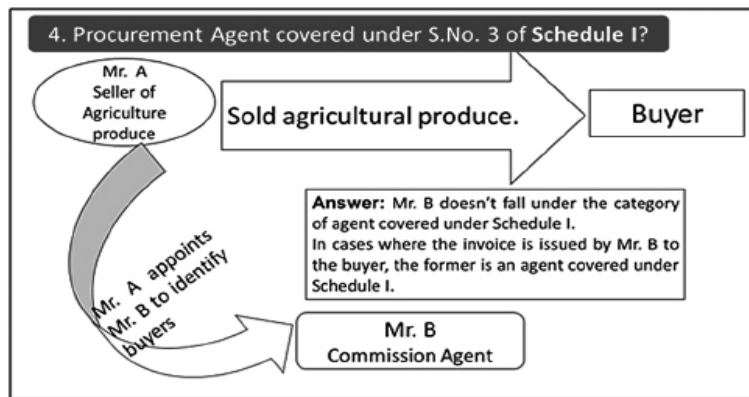 4. Procurement Agent covered under S.No. 3 of Schedule I?
Mr. A
Seller of
Agriculture
produce
Sold agricultural produce.
Buyer
Answer: Mr. B doesn't fall under the category
of agent covered under Schedule I.
In cases where the invoice is issued by Mr. B to
the buyer, the former is an agent covered under
Schedule I.
Mr. A appoints
Mr. B to identify
buyers
Mr. B
Commission Agent